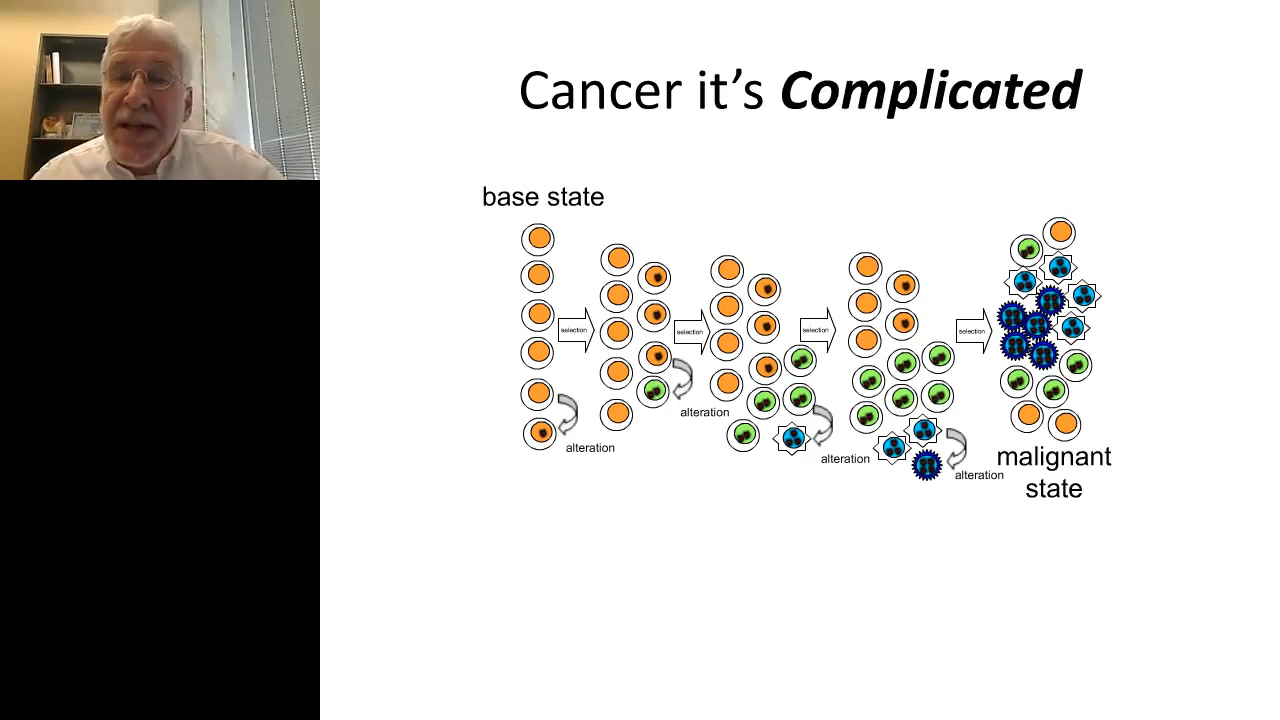 Cancer it's Complicated
base state
selection
selection
selection
selection
alteration
alteration
alteration
alteration
malignant
state